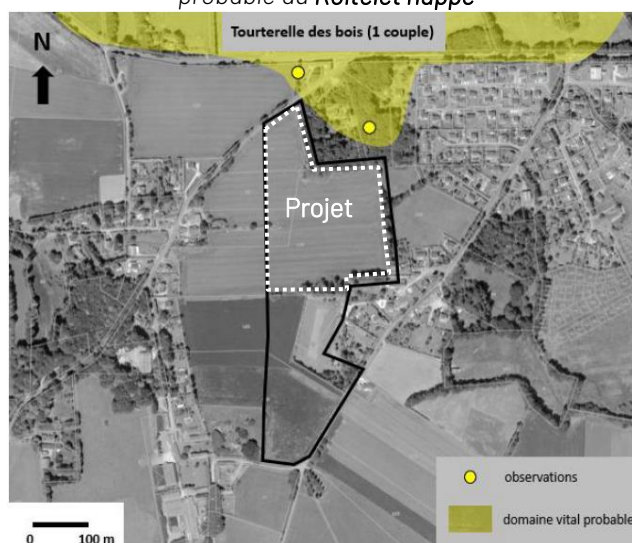 probable du Roitelet huppé
Tourterelle des bois (1 couple)
N
Projet
observations
domaine vital probable
0 100 m